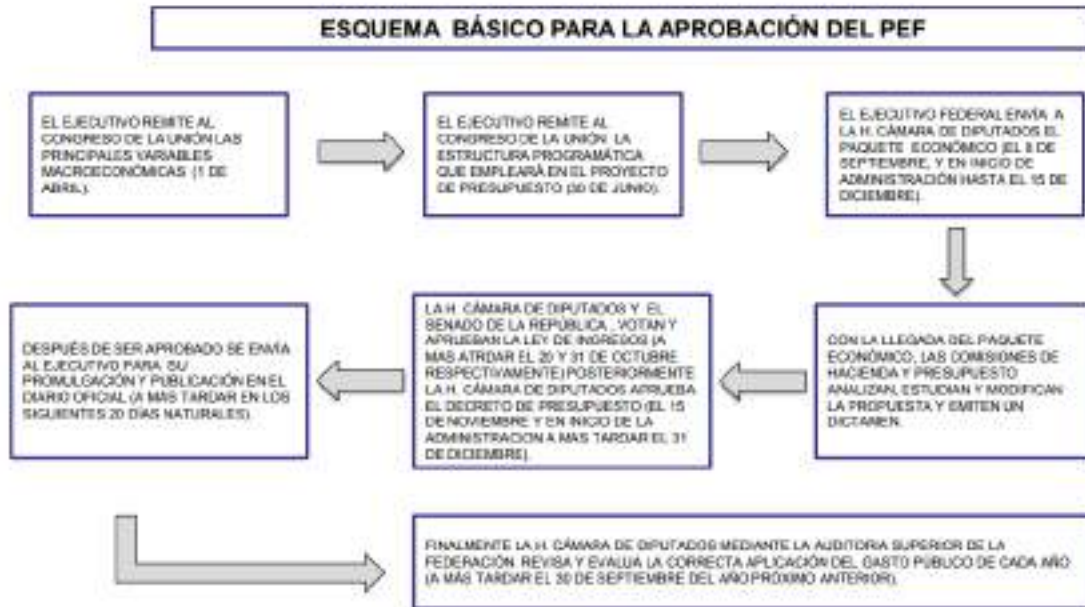 ESQUEMA BÁSICO PARA LA APROBACIÓN DEL PEF
EL EJECUTIVO REMITE AL
CONGRESO DE LA UNIÓN LAS
PRINCIPALES VARIABLES
MACROECONÓMICAS (1 DE
ABRIL).
EL EJECUTIVO REMITE AL
CONGRESO DE LA UNIÓN LA
ESTRUCTURA PROGRAMÁTICA
QUE EMPLEARÁ EN EL PROYECTO
DE PRESUPUESTO (30 DE JUNIO).
EL EJECUTIVO FEDERAL ENVÍA A
LA H. CÁMARA DE DIPUTADOS EL
PAQUETE ECONÓMICO (EL 8 DE
SEPTIEMBRE, Y EN INICIO DE
ADMINISTRACIÓN HASTA EL 15 DE
DICIEMBRE).
CON LA LLEGADA DEL PAQUETE
ECONÓMICO, LAS COMISIONES DE
HACIENDA Y PRESUPUESTO
ANALIZAN, ESTUDIAN Y MODIFICAN
LA PROPUESTA Y EMITEN UN
DICTAMEN.
LA H. CÁMARA DE DIPUTADOS Y EL
SENADO DE LA REPÚBLICA , VOTAN Y
APRUEBAN LA LEY DE INGRESOS (A
MAS ATRDAR EL 20 Y 31 DE OCTUBRE
RESPECTIVAMENTE) POSTERIORMENTE
LA H. CÁMARA DE DIPUTADOS APRUEBA
EL DECRETO DE PRESUPUESTO (EL 15
DE NOVIEMBRE Y EN INICIO DE LA
ADMINISTRACION A MAS TARDAR EL 31
DE DICIEMBRE).
DESPUÉS DE SER APROBADO SE ENVÍA
AL EJECUTIVO PARA SU
PROMULGACIÓN Y PUBLICACIÓN EN EL
DIARIO OFICIAL (A MÁS TARDAR EN LOS
SIGUIENTES 20 DÍAS NATURALES).
FINALMENTE LA H. CÁMARA DE DIPUTADOS MEDIANTE LA AUDITORIA SUPERIOR DE LA
FEDERACIÓN REVISA Y EVALUA LA CORRECTA APLICACIÓN DEL GASTO PÚBLICO DE CADA AÑO
(A MÁS TARDAR EL 30 DE SEPTIEMBRE DEL AÑO PRÓXIMO ANTERIOR).